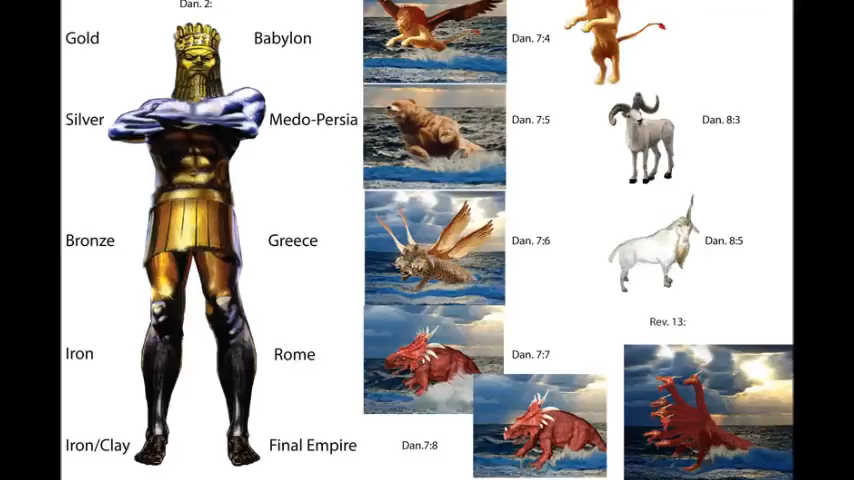 Dan. 2:
Gold
Babylon
Dan. 7:4
Silver
Medo-Persia
Dan. 7:5
Dan. 8:3
Bronze
Greece
Dan. 7:6
Dan. 8:5
Rev. 13:
Iron
Rome
Dan. 7:7
Iron/Clay
Final Empire
Dan.7:8